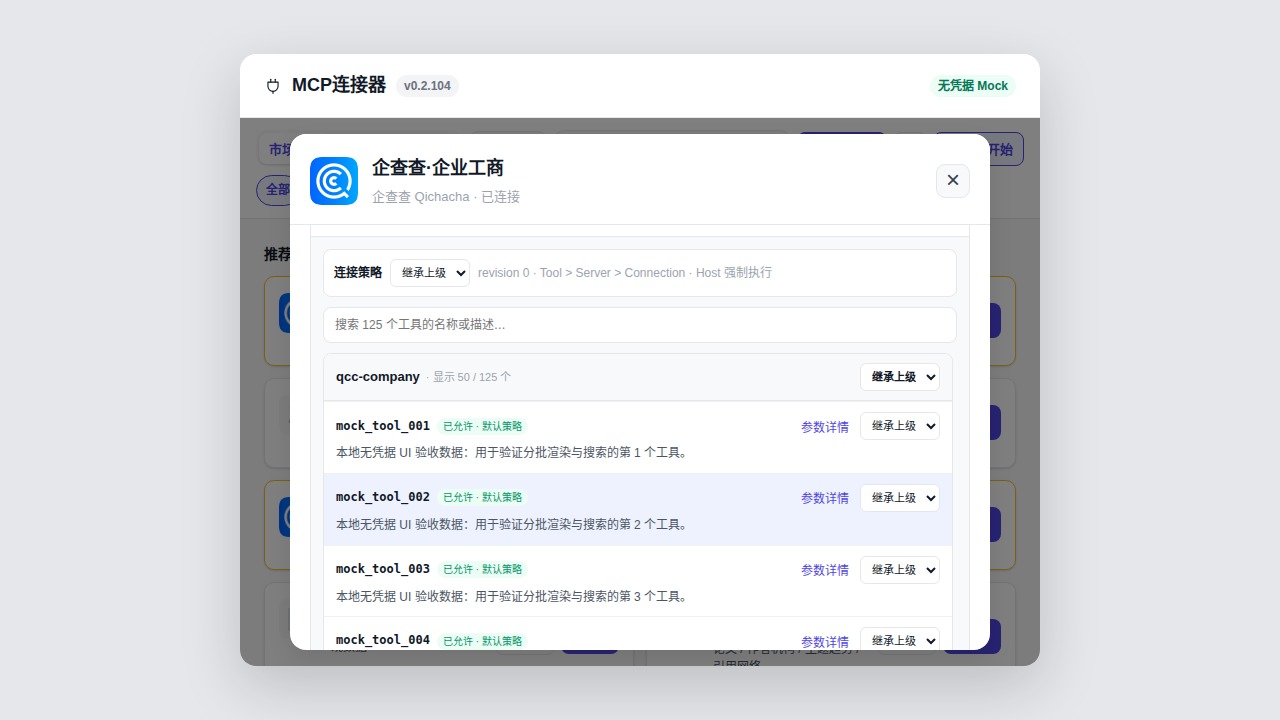 MCP连接器 v0.2.104 无凭据 Mock
开始
全部
推荐
企查查·企业工商
企查查 Qichacha · 已连接
连接策略 继承上级 revision 0 · Tool > Server > Connection · Host 强制执行
搜索 125 个工具的名称或描述…
qcc-company · 显示 50 / 125 个 继承上级
mock_tool_001 已允许 · 默认策略 参数详情 继承上级
本地无凭据 UI 验收数据：用于验证分批渲染与搜索的第 1 个工具。
mock_tool_002 已允许 · 默认策略 参数详情 继承上级
本地无凭据 UI 验收数据：用于验证分批渲染与搜索的第 2 个工具。
mock_tool_003 已允许 · 默认策略 参数详情 继承上级
本地无凭据 UI 验收数据：用于验证分批渲染与搜索的第 3 个工具。
mock_tool_004 已允许 · 默认策略 参数详情 继承上级